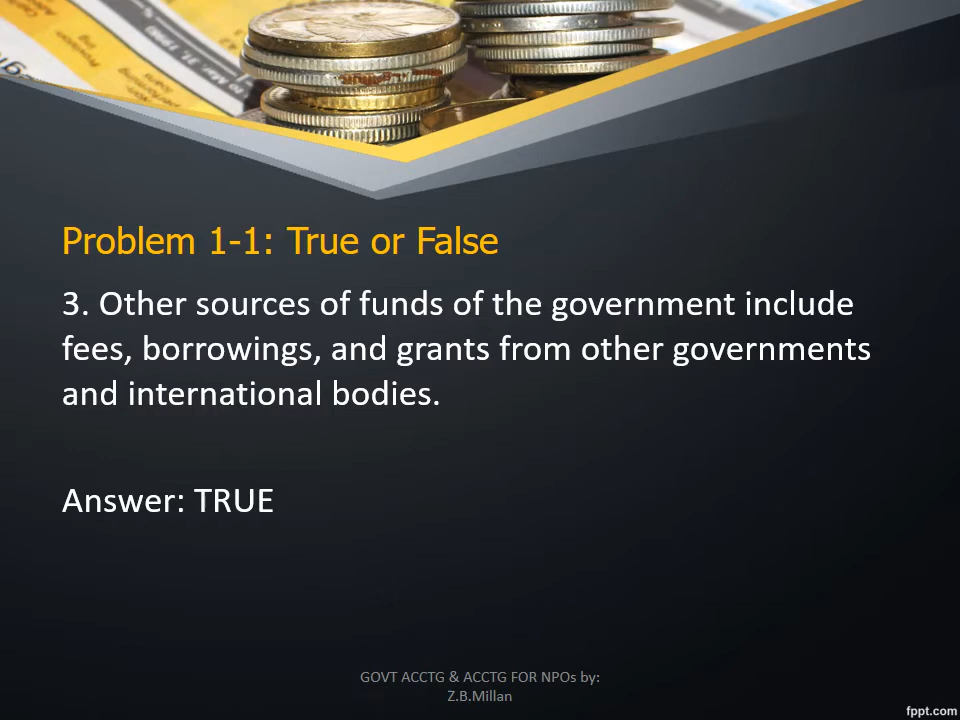 Problem 1-1: True or False
3. Other sources of funds of the government include
fees, borrowings, and grants from other governments
and international bodies.
Answer: TRUE
GOVT ACCTG & ACCTG FOR NPOs by:
Z.B.Millan
fppt.com